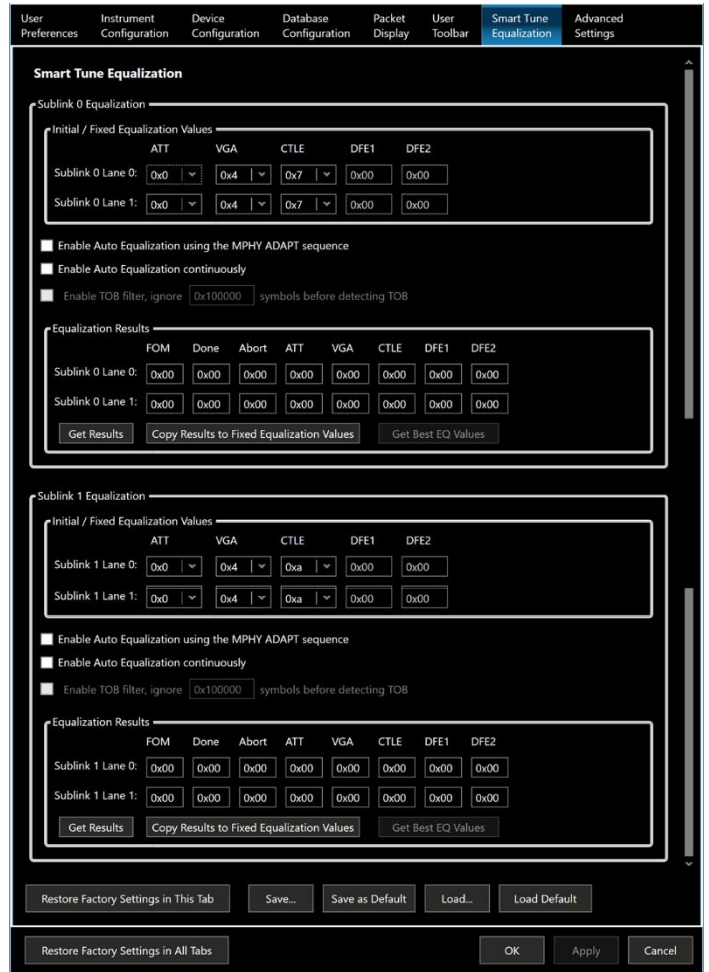 User Preferences Instrument Configuration Device Configuration Database Configuration Packet Display User Toolbar Smart Tune Equalization Advanced Settings
Smart Tune Equalization
Sublink 0 Equalization
Initial / Fixed Equalization Values
ATT VGA CTLE DFE1 DFE2
Sublink 0 Lane 0: 0x0 0x4 0x7 0x00 0x00
Sublink 0 Lane 1: 0x0 0x4 0x7 0x00 0x00
Enable Auto Equalization using the MPHY ADAPT sequence
Enable Auto Equalization continuously
Enable TOB filter, ignore 0x100000 symbols before detecting TOB
Equalization Results
FOM Done Abort ATT VGA CTLE DFE1 DFE2
Sublink 0 Lane 0: 0x00 0x00 0x00 0x00 0x00 0x00 0x00 0x00
Sublink 0 Lane 1: 0x00 0x00 0x00 0x00 0x00 0x00 0x00 0x00
Get Results Copy Results to Fixed Equalization Values Get Best EQ Values
Sublink 1 Equalization
Initial / Fixed Equalization Values
ATT VGA CTLE DFE1 DFE2
Sublink 1 Lane 0: 0x0 0x4 0xa 0x00 0x00
Sublink 1 Lane 1: 0x0 0x4 0xa 0x00 0x00
Enable Auto Equalization using the MPHY ADAPT sequence
Enable Auto Equalization continuously
Enable TOB filter, ignore 0x100000 symbols before detecting TOB
Equalization Results
FOM Done Abort ATT VGA CTLE DFE1 DFE2
Sublink 1 Lane 0: 0x00 0x00 0x00 0x00 0x00 0x00 0x00 0x00
Sublink 1 Lane 1: 0x00 0x00 0x00 0x00 0x00 0x00 0x00 0x00
Get Results Copy Results to Fixed Equalization Values Get Best EQ Values
Restore Factory Settings in This Tab Save... Save as Default Load... Load Default
Restore Factory Settings in All Tabs OK Apply Cancel